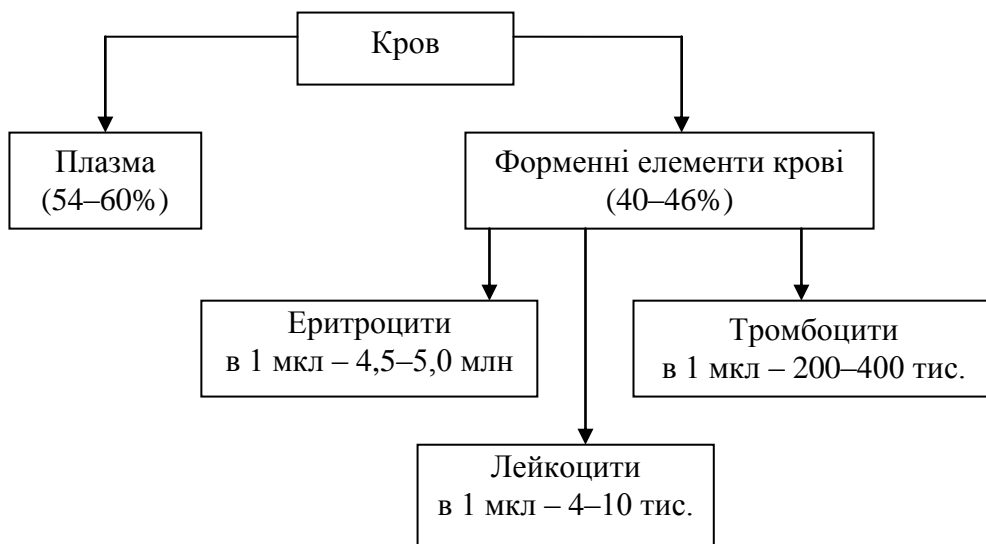 Кров
Плазма
(54–60%)
Форменні елементи крові
(40–46%)
Еритроцити
в 1 мкл – 4,5–5,0 млн
Тромбоцити
в 1 мкл – 200–400 тис.
Лейкоцити
в 1 мкл – 4–10 тис.